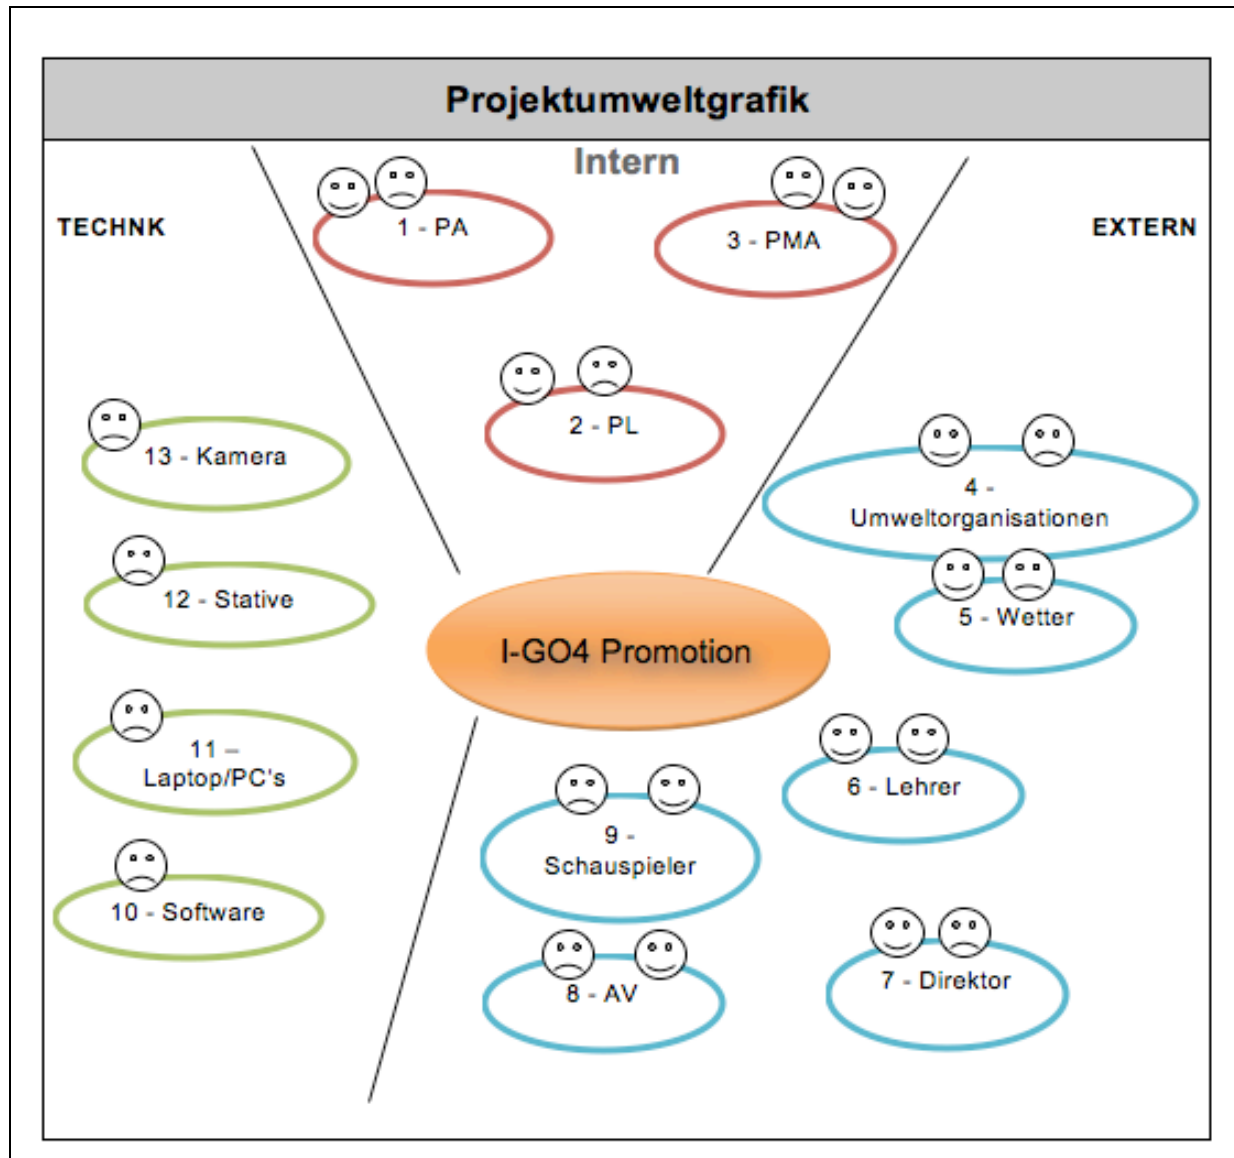 Projektumweltgrafik
Intern
TECHNK
EXTERN
1 - PA
3 - PMA
2 - PL
13 - Kamera
4 -
Umweltorganisationen
12 - Stative
5 - Wetter
I-GO4 Promotion
11 –
Laptop/PC's
6 - Lehrer
9 -
Schauspieler
10 - Software
7 - Direktor
8 - AV